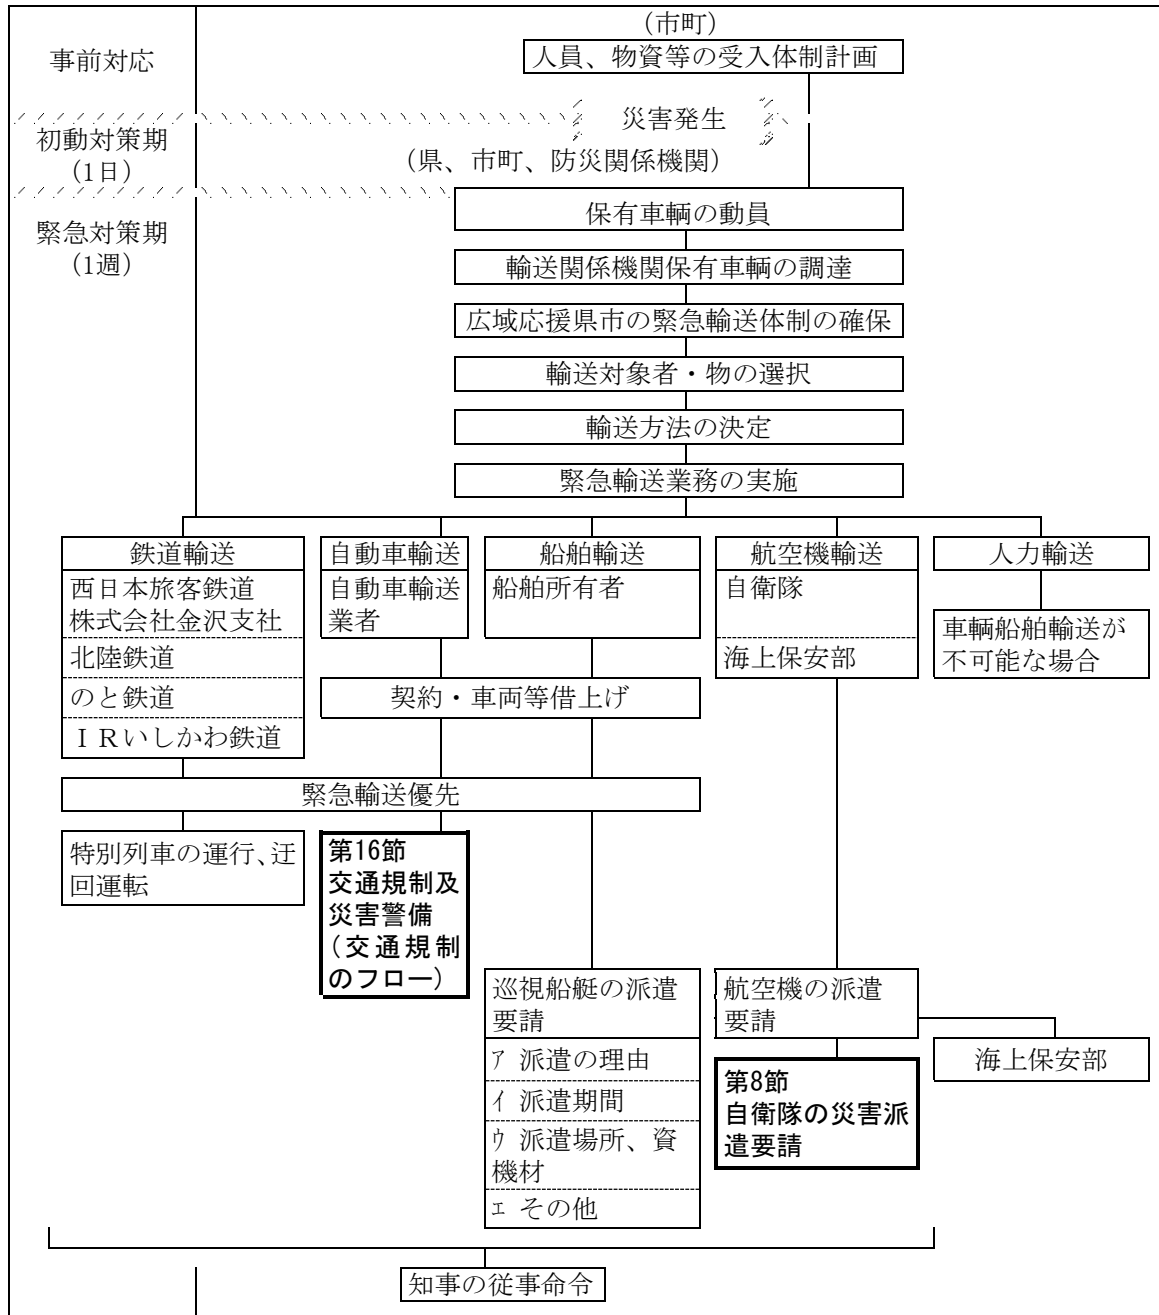 (市町)
事前対応
人員、物資等の受入体制計画
災害発生
初動対策期
(1日)
(県、市町、防災関係機関)
緊急対策期
(1週)
保有車輌の動員
輸送関係機関保有車輌の調達
広域応援県市の緊急輸送体制の確保
輸送対象者・物の選択
輸送方法の決定
緊急輸送業務の実施
鉄道輸送
西日本旅客鉄道
株式会社金沢支社
北陸鉄道
のと鉄道
ＩＲいしかわ鉄道
自動車輸送
自動車輸送
業者
船舶輸送
船舶所有者
航空機輸送
自衛隊
海上保安部
人力輸送
車輌船舶輸送が
不可能な場合
契約・車両等借上げ
緊急輸送優先
特別列車の運行、迂
回運転
第16節
交通規制及
災害警備
(交通規制
のフロー)
巡視船艇の派遣
要請
ｱ 派遣の理由
ｲ 派遣期間
ｳ 派遣場所、資
機材
ｴ その他
航空機の派遣
要請
第8節
自衛隊の災害派
遣要請
海上保安部
知事の従事命令